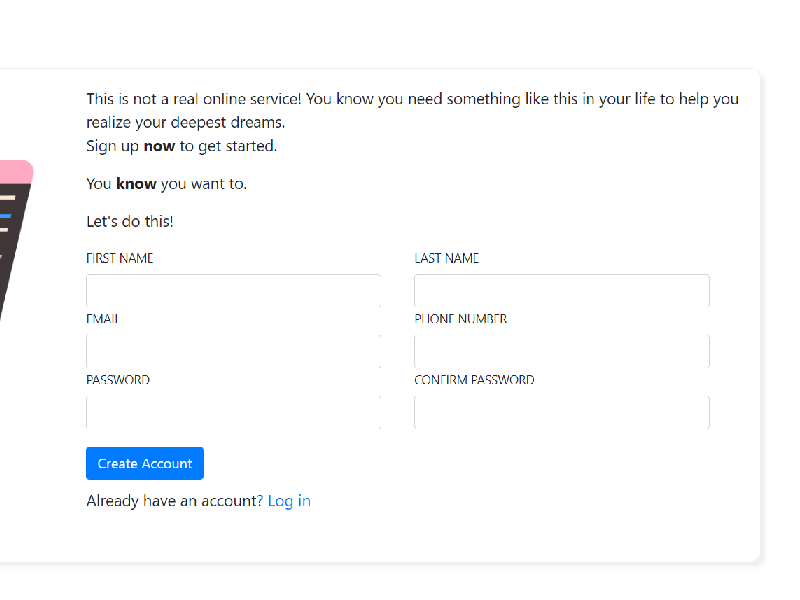 This is not a real online service! You know you need something like this in your life to help you
realize your deepest dreams.
Sign up now to get started.
You know you want to.
Let's do this!
FIRST NAME
LAST NAME
EMAIL
PHONE NUMBER
PASSWORD
CONFIRM PASSWORD
Create Account
Already have an account? Log in